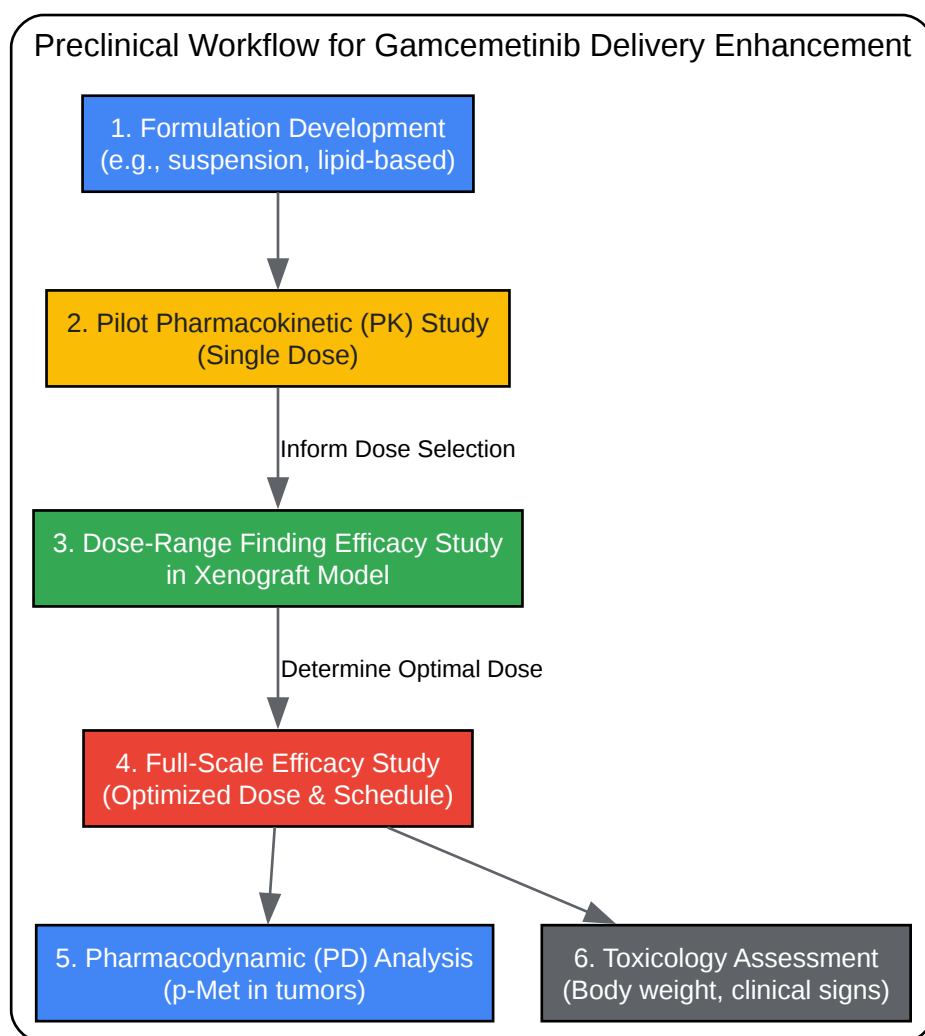 Preclinical Workflow for Gamcemetinib Delivery Enhancement
1. Formulation Development
(e.g., suspension, lipid-based)
2. Pilot Pharmacokinetic (PK) Study
(Single Dose)
Inform Dose Selection
3. Dose-Range Finding Efficacy Study
in Xenograft Model
Determine Optimal Dose
4. Full-Scale Efficacy Study
(Optimized Dose & Schedule)
5. Pharmacodynamic (PD) Analysis
(p-Met in tumors)
6. Toxicology Assessment
(Body weight, clinical signs)